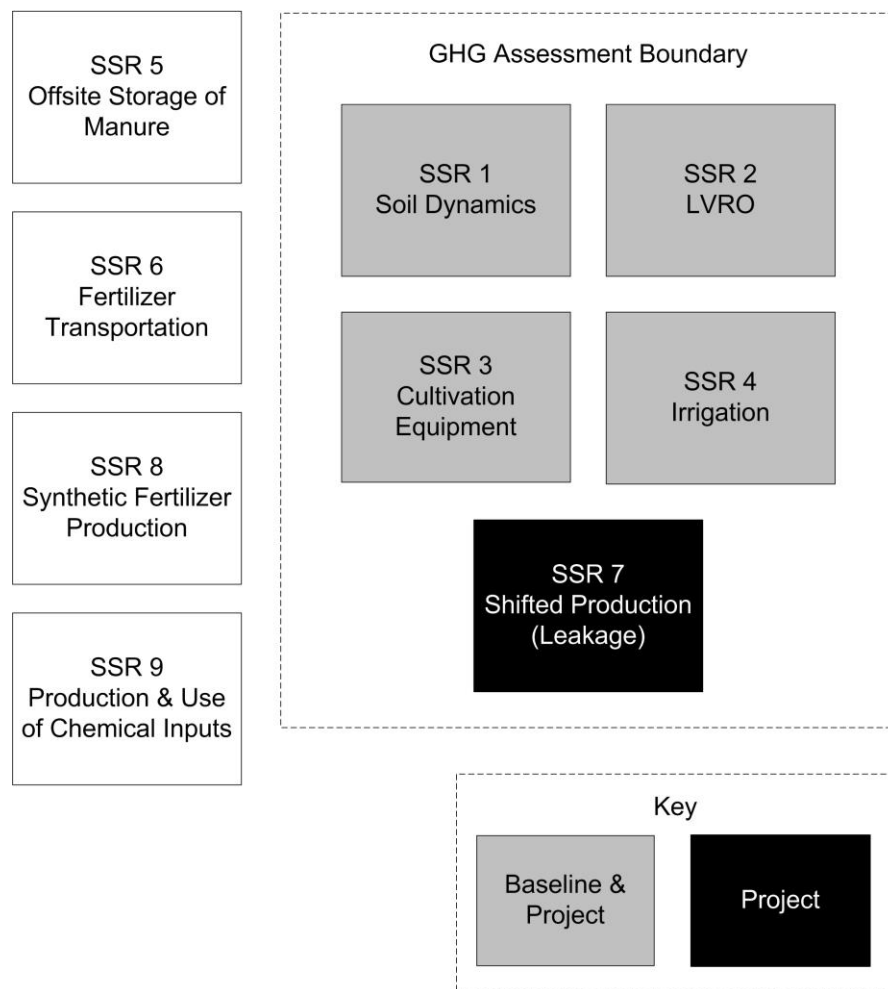 SSR 5
Offsite Storage of
Manure
SSR 6
Fertilizer
Transportation
SSR 8
Synthetic Fertilizer
Production
SSR 9
Production & Use
of Chemical Inputs
GHG Assessment Boundary
SSR 1
Soil Dynamics
SSR 2
LVRO
SSR 3
Cultivation
Equipment
SSR 4
Irrigation
SSR 7
Shifted Production
(Leakage)
Key
Baseline &
Project
Project